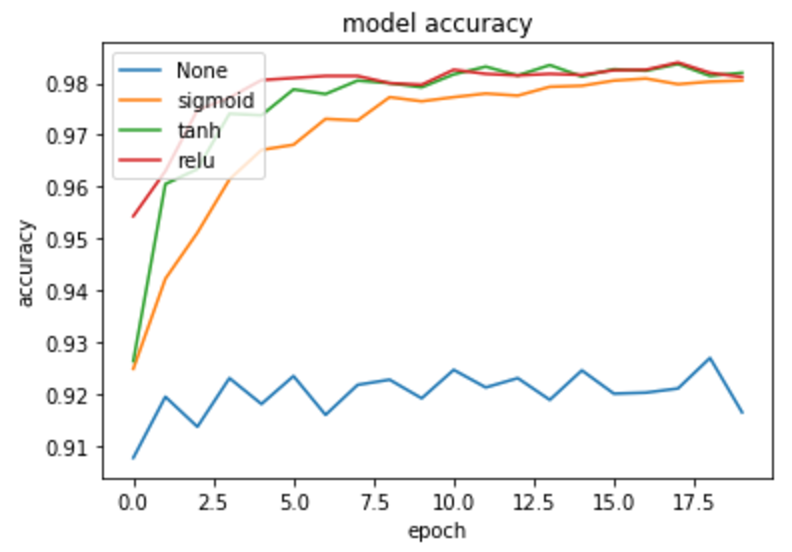 model accuracy
None
sigmoid
tanh
relu
accuracy
0.98
0.97
0.96
0.95
0.94
0.93
0.92
0.91
0.0 2.5 5.0 7.5 10.0 12.5 15.0 17.5
epoch